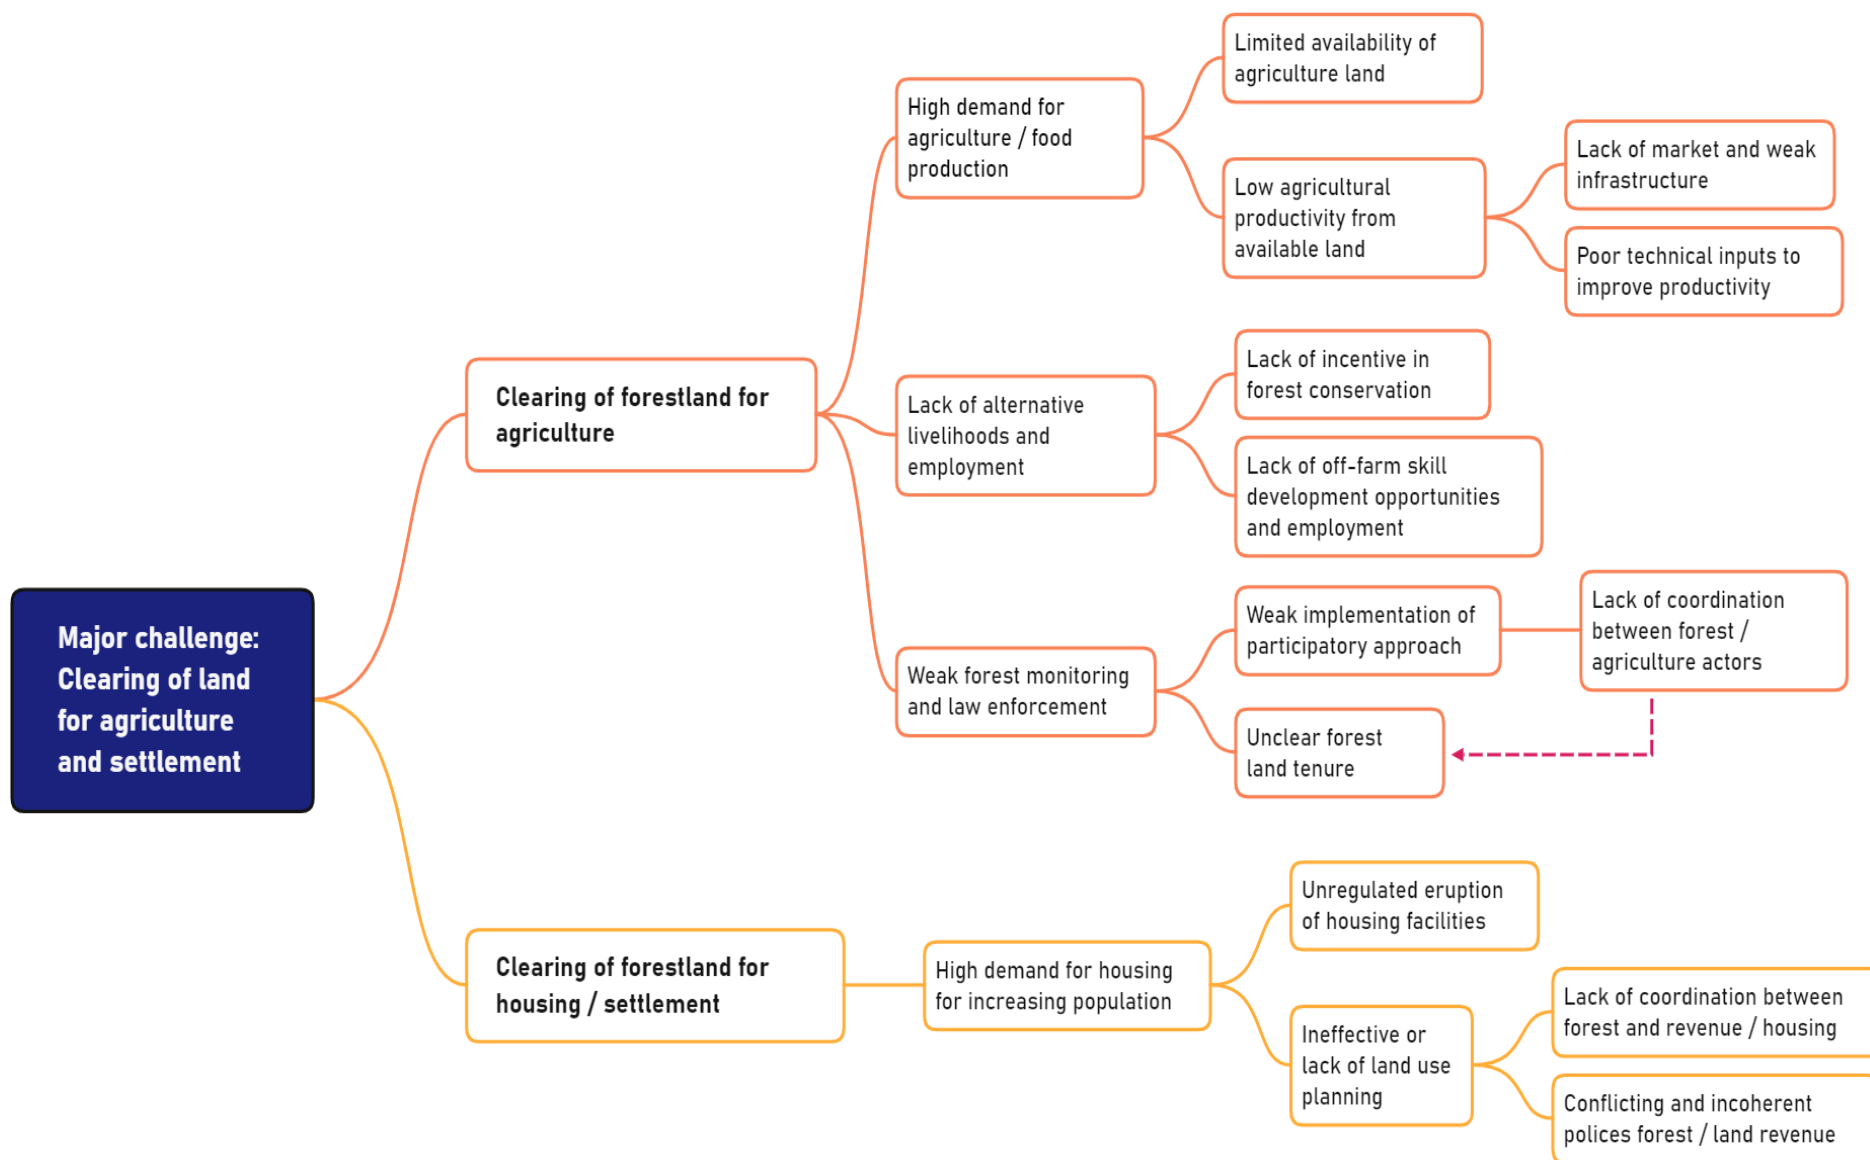 Limited availability of
agriculture land
High demand for
agriculture / food
production
Lack of market and weak
infrastructure
Low agricultural
productivity from
available land
Poor technical inputs to
improve productivity
Clearing of forestland for
agriculture
Lack of incentive in
forest conservation
Lack of alternative
livelihoods and
employment
Lack of off-farm skill
development opportunities
and employment
Major challenge:
Clearing of land
for agriculture
and settlement
Weak implementation of
participatory approach
Lack of coordination
between forest /
agriculture actors
Weak forest monitoring
and law enforcement
Unclear forest
land tenure
Clearing of forestland for
housing / settlement
High demand for housing
for increasing population
Unregulated eruption
of housing facilities
Ineffective or
lack of land use
planning
Lack of coordination between
forest and revenue / housing
Conflicting and incoherent
polices forest / land revenue